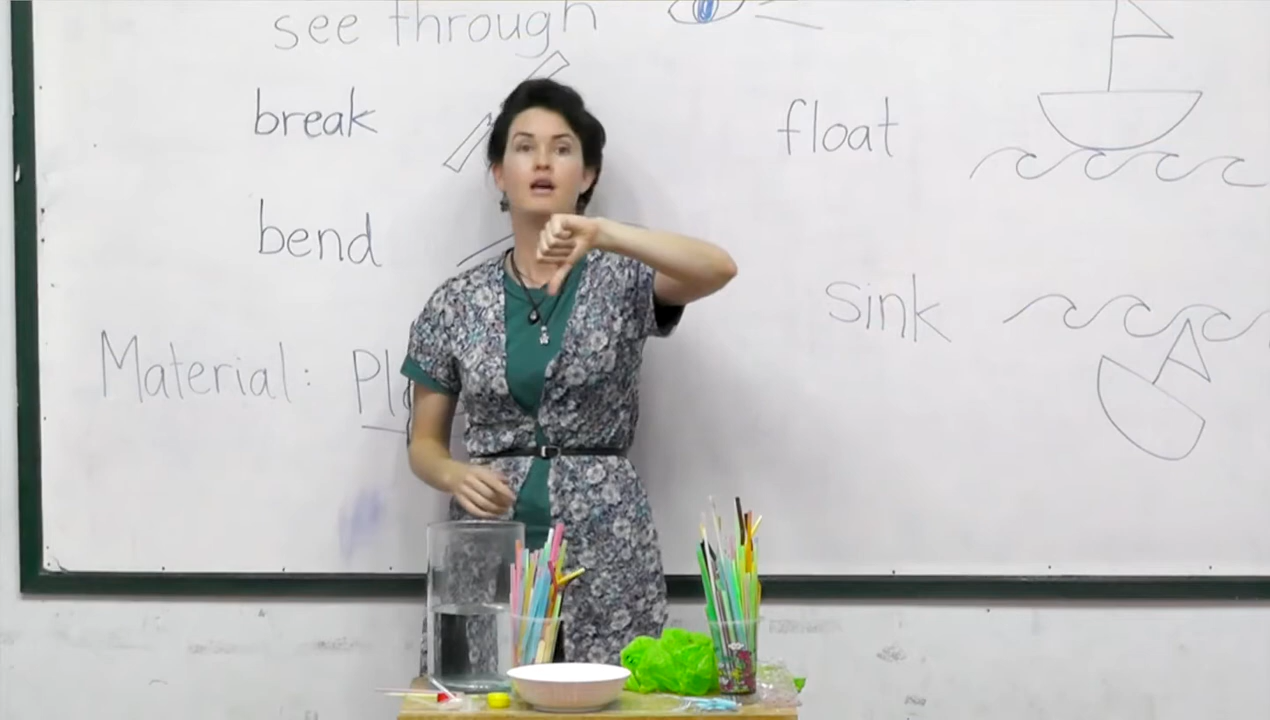 see through
break
bend
Material:
float
sink